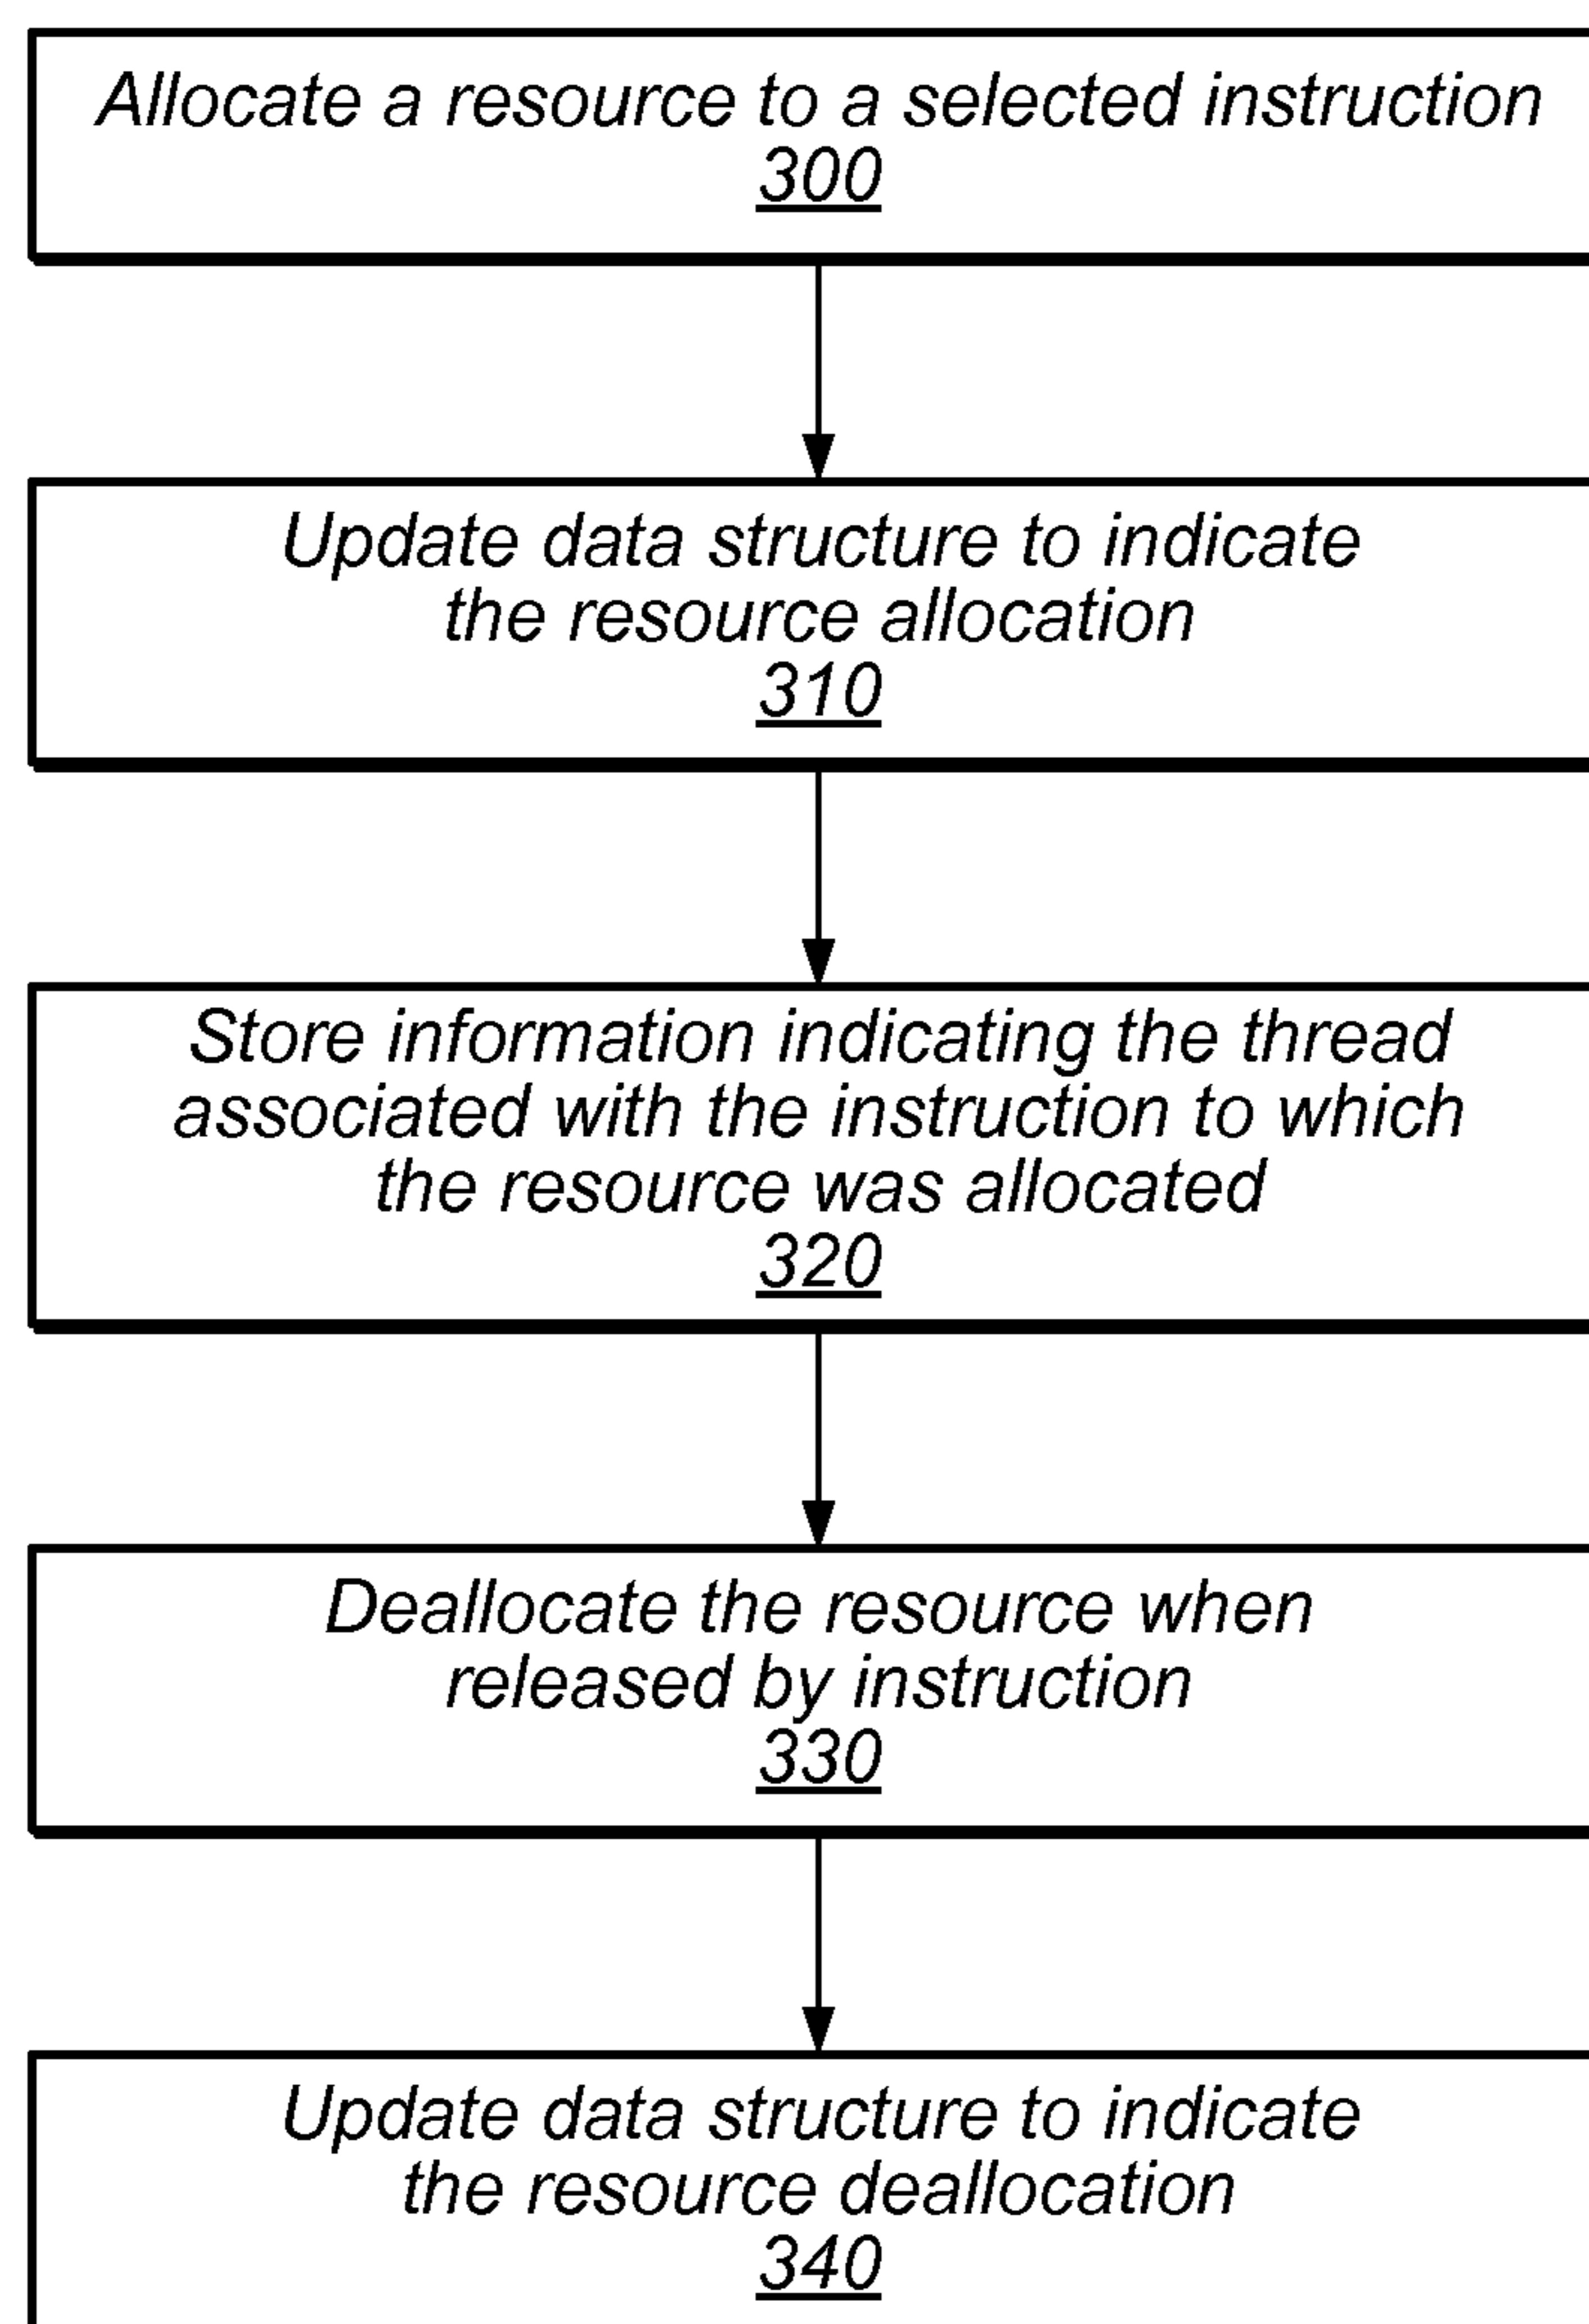 Allocate a resource to a selected instruction
300
Update data structure to indicate
the resource allocation
310
Store information indicating the thread
associated with the instruction to which
the resource was allocated
320
Deallocate the resource when
released by instruction
330
Update data structure to indicate
the resource deallocation
340